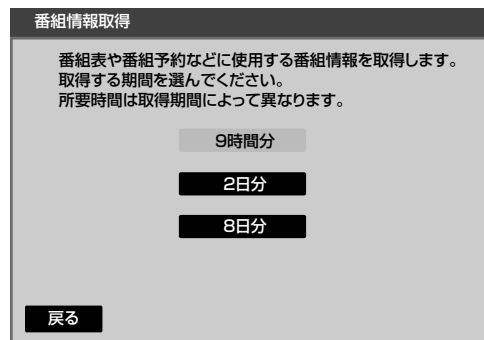 番組情報取得
番組表や番組予約などに使用する番組情報を取得します。
取得する期間を選んでください。
所要時間は取得期間によって異なります。
9時間分
2日分
8日分
戻る